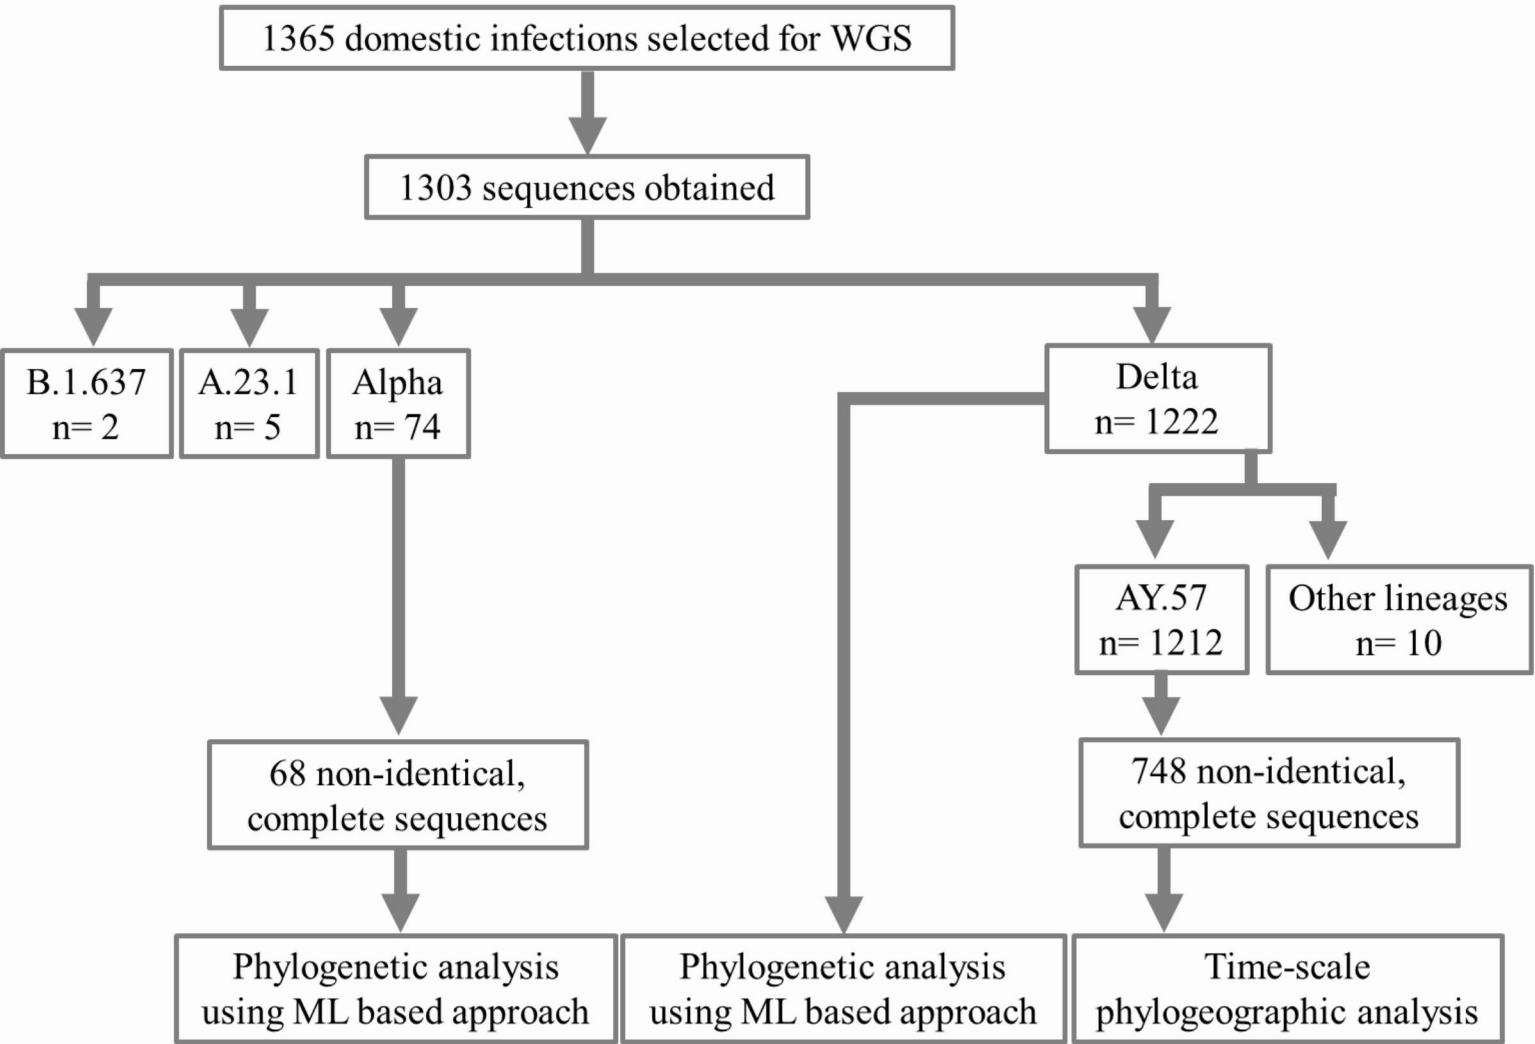 1365 domestic infections selected for WGS
1303 sequences obtained
B.1.637
n= 2
A.23.1
n= 5
Alpha
n= 74
Delta
n= 1222
AY.57
n= 1212
Other lineages
n= 10
68 non-identical,
complete sequences
748 non-identical,
complete sequences
Phylogenetic analysis
using ML based approach
Phylogenetic analysis
using ML based approach
Time-scale
phylogeographic analysis